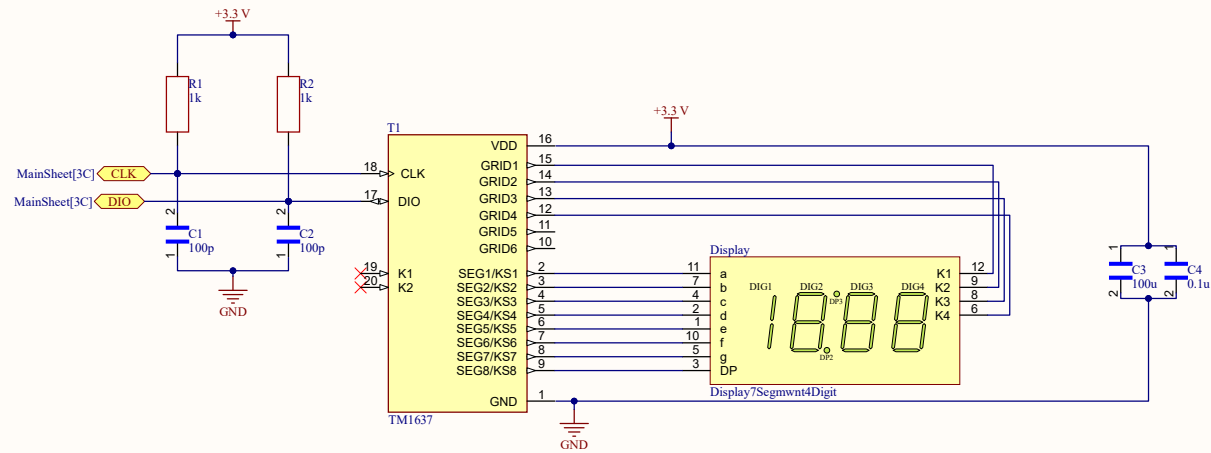 +3.3 V
R1
1k
R2
1k
MainSheet[3C] CLK
MainSheet[3C] DIO
2
C1
100p
1
2
C2
100p
1
GND
T1
18 CLK
17 DIO
19 K1
20 K2
VDD 16
GRID1 15
GRID2 14
GRID3 13
GRID4 12
GRID5 11
GRID6 10
SEG1/KS1 2
SEG2/KS2 3
SEG3/KS3 4
SEG4/KS4 5
SEG5/KS5 6
SEG6/KS6 7
SEG7/KS7 8
SEG8/KS8 9
GND 1
TM1637
GND
+3.3 V
Display
11 a
7 b
4 c
2 d
1 e
10 f
5 g
3 DP
DIG1 DIG2 DIG3 DIG4
DP3
18:88
DP2
K1 12
K2 9
K3 8
K4 6
Display7Segmwnt4Digit
1
C3
100u
2
1
C4
0.1u
2